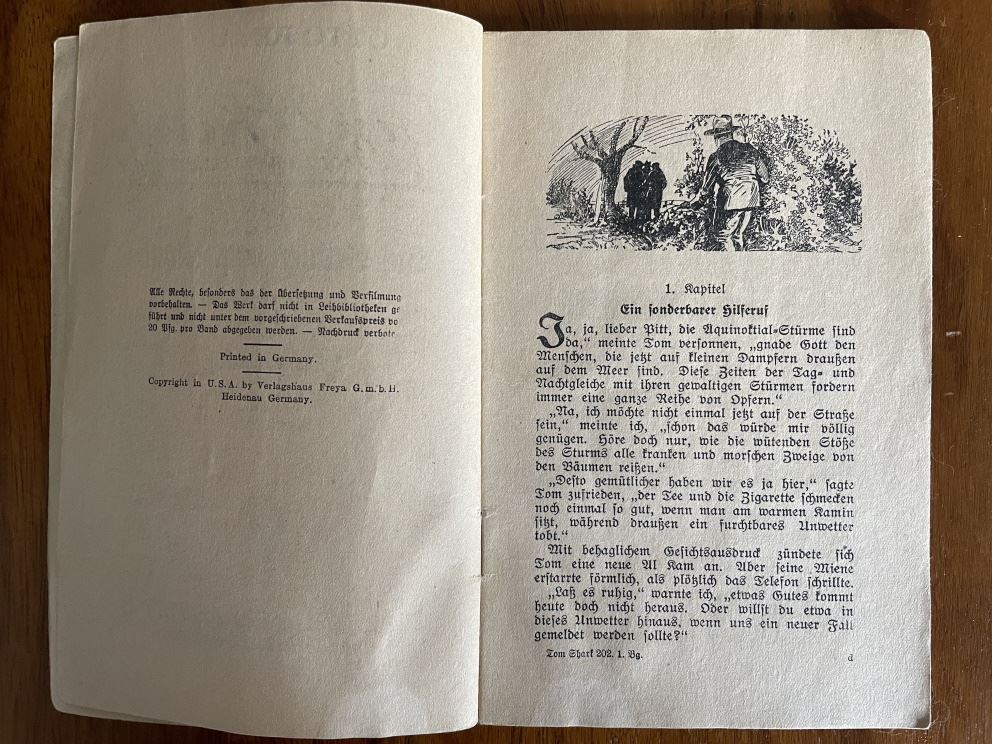 Alle Rechte, besonders das der Übersetzung und Verfilmung
vorbehalten. — Das Werk darf nicht in Leihbibliotheken ge
führt und nicht unter dem vorgeschriebenen Verkaufspreis vo
20 Pfg. pro Band abgegeben werden. — Nachdruck verbote
Printed in Germany.
Copyright in U.S.A. by Verlagshaus Freya G.m.b.H.
Heidenau Germany.
1. Kapitel
Ein sonderbarer Hilferuf
Ja, ja, lieber Pitt, die Äquinoktial-Stürme sind
da,“ meinte Tom versonnen, „gnade Gott den
Menschen, die jetzt auf kleinen Dampfern draußen
auf dem Meer sind. Diese Zeiten der Tag- und
Nachtgleiche mit ihren gewaltigen Stürmen fordern
immer eine ganze Reihe von Opfern.“
„Na, ich möchte nicht einmal jetzt auf der Straße
sein,“ meinte ich, „schon das würde mir völlig
genügen. Höre doch nur, wie die wütenden Stöße
des Sturms alle kranken und morschen Zweige von
den Bäumen reißen.“
„Desto gemütlicher haben wir es ja hier,“ sagte
Tom zufrieden, „der Tee und die Zigarette schmecken
noch einmal so gut, wenn man am warmen Kamin
sitzt, während draußen ein furchtbares Unwetter
tobt.“
Mit behaglichem Gesichtsausdruck zündete sich
Tom eine neue Al Kam an. Aber seine Miene
erstarrte förmlich, als plötzlich das Telefon schrillte.
„Laß es ruhig,“ warnte ich, „etwas Gutes kommt
heute doch nicht heraus. Oder willst du etwa in
dieses Unwetter hinaus, wenn uns ein neuer Fall
gemeldet werden sollte?“
Tom Shark 202. 1. Bg.
d